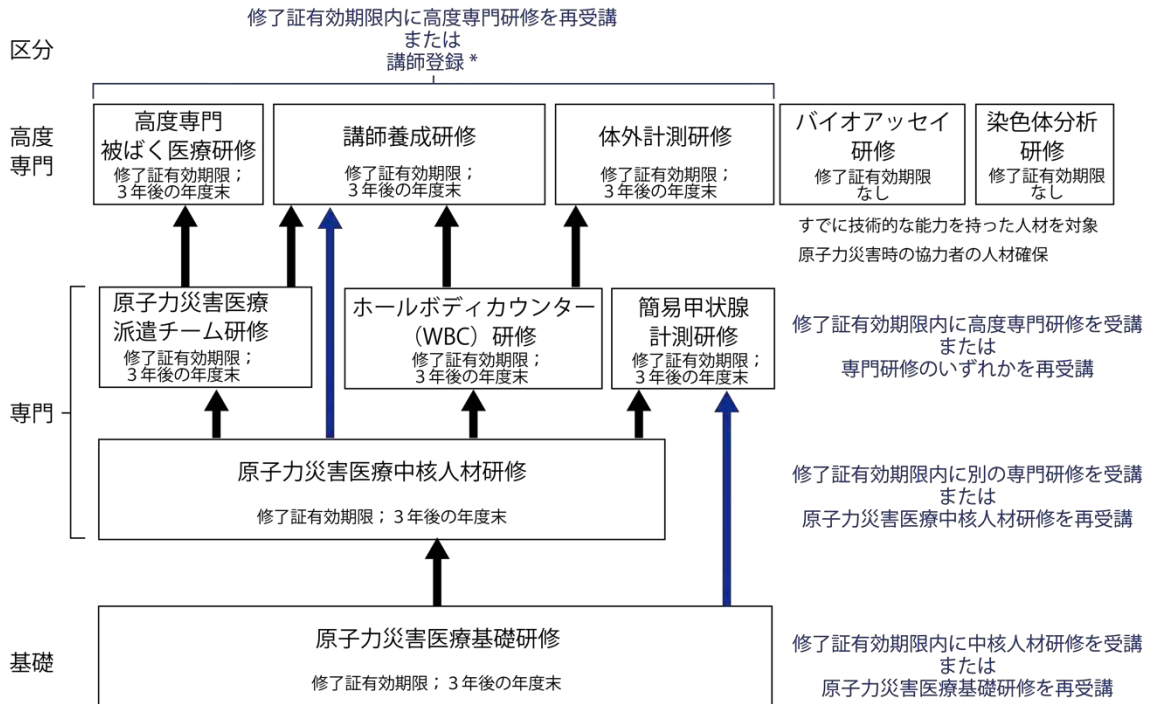 修了証有効期限内に高度専門研修を再受講
または
講師登録 *
区分
高度
専門
高度専門
被ばく医療研修
修了証有効期限；
３年後の年度末
講師養成研修
修了証有効期限；
３年後の年度末
体外計測研修
修了証有効期限；
３年後の年度末
バイオアッセイ
研修
修了証有効期限
なし
染色体分析
研修
修了証有効期限
なし
すでに技術的な能力を持った人材を対象
原子力災害時の協力者の人材確保
専門
原子力災害医療
派遣チーム研修
修了証有効期限；
３年後の年度末
ホールボディカウンター
（WBC）研修
修了証有効期限；
３年後の年度末
簡易甲状腺
計測研修
修了証有効期限；
３年後の年度末
修了証有効期限内に高度専門研修を受講
または
専門研修のいずれかを再受講
原子力災害医療中核人材研修
修了証有効期限；３年後の年度末
修了証有効期限内に別の専門研修を受講
または
原子力災害医療中核人材研修を再受講
基礎
原子力災害医療基礎研修
修了証有効期限；３年後の年度末
修了証有効期限内に中核人材研修を受講
または
原子力災害医療基礎研修を再受講